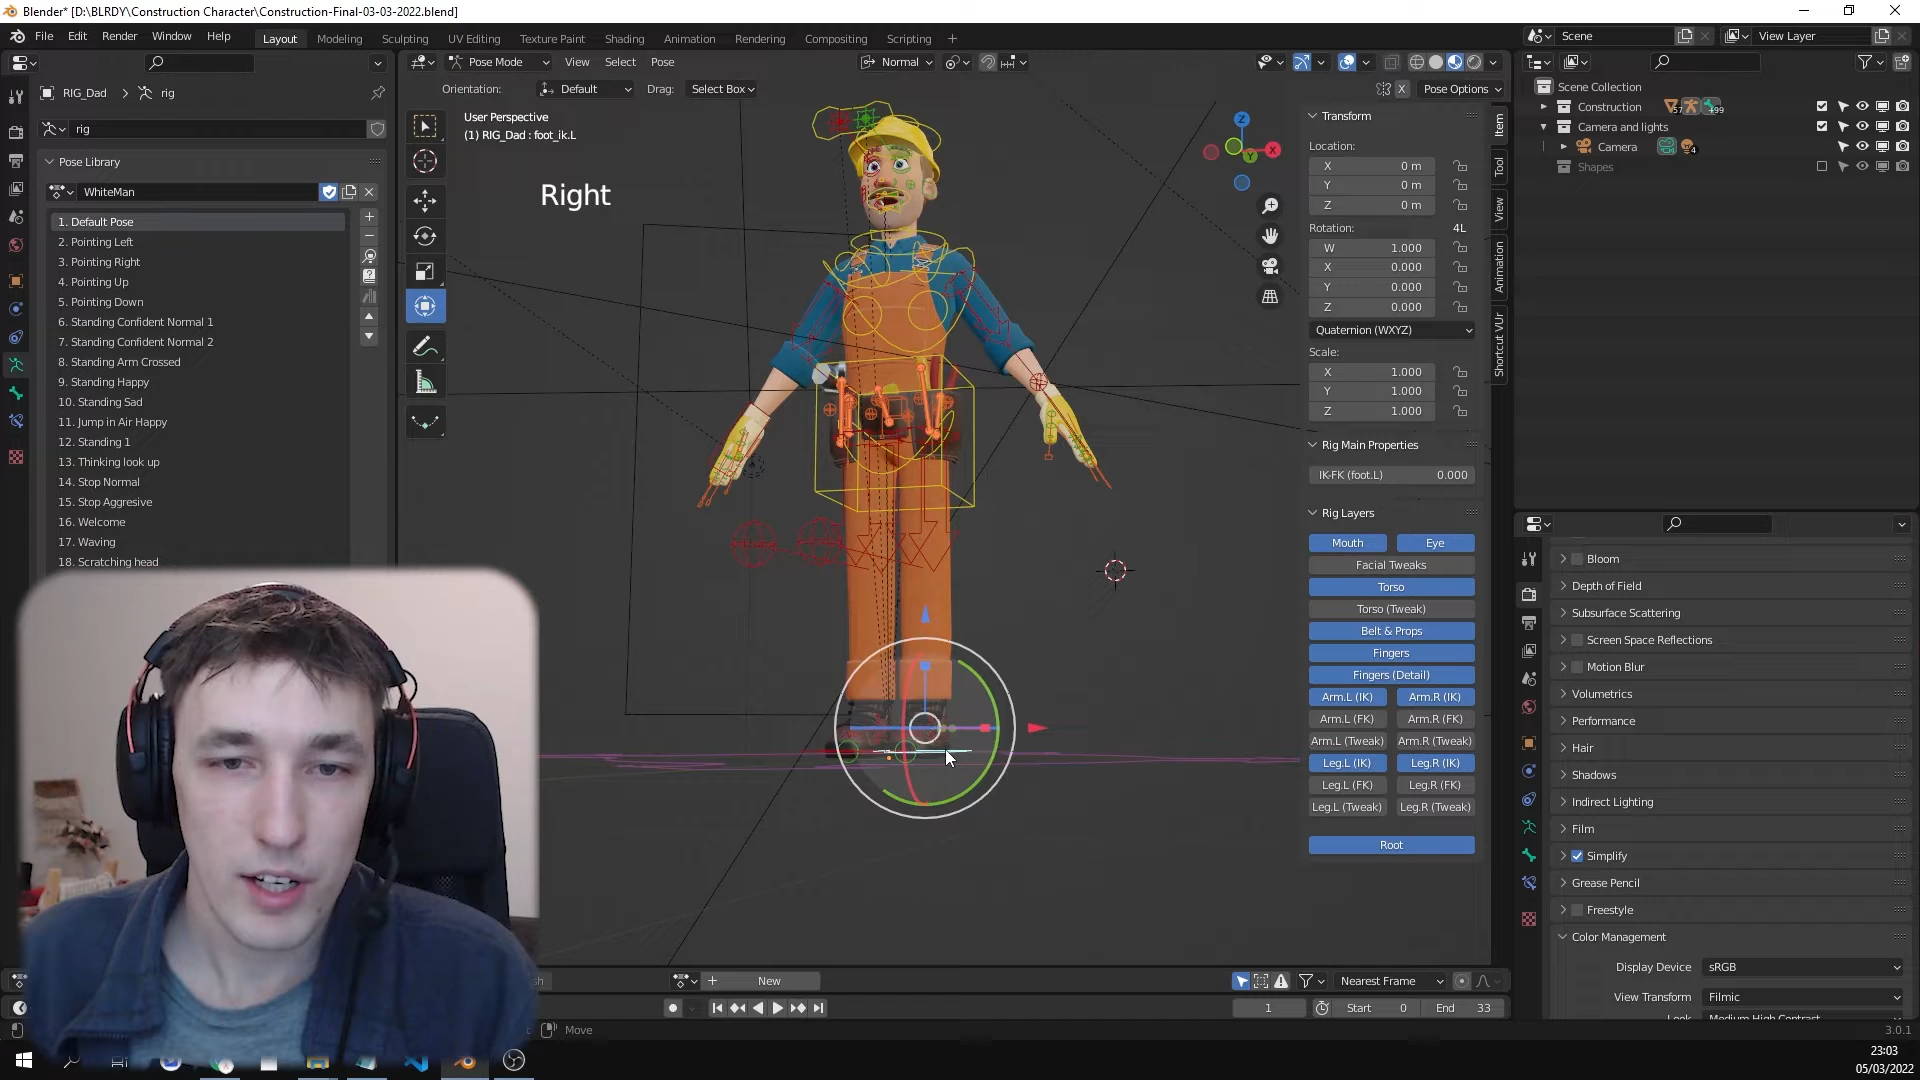 Blender* [D:\BLRDY\Construction Character\Construction-Final-03-03-2022.blend]
File Edit Render Window Help
Layout Modeling Sculpting UV Editing Texture Paint Shading Animation Rendering Compositing Scripting +
Scene
View Layer
Pose Mode View Select Pose
Normal
RIG_Dad > rig
Orientation: Default Drag: Select Box
X Pose Options
rig
Pose Library
WhiteMan
1. Default Pose
2. Pointing Left
3. Pointing Right
4. Pointing Up
5. Pointing Down
6. Standing Confident Normal 1
7. Standing Confident Normal 2
8. Standing Arm Crossed
9. Standing Happy
10. Standing Sad
11. Jump in Air Happy
12. Standing 1
13. Thinking look up
14. Stop Normal
15. Stop Aggresive
16. Welcome
17. Waving
18. Scratching head
User Perspective
(1) RIG_Dad : foot_ik.L
Right
Z
X
Y
Transform
Location:
X 0 m
Y 0 m
Z 0 m
Rotation: 4L
W 1.000
X 0.000
Y 0.000
Z 0.000
Quaternion (WXYZ)
Scale:
X 1.000
Y 1.000
Z 1.000
Rig Main Properties
IK-FK (foot.L) 0.000
Rig Layers
Mouth Eye
Facial Tweaks
Torso
Torso (Tweak)
Belt & Props
Fingers
Fingers (Detail)
Arm.L (IK) Arm.R (IK)
Arm.L (FK) Arm.R (FK)
Arm.L (Tweak) Arm.R (Tweak)
Leg.L (IK) Leg.R (IK)
Leg.L (FK) Leg.R (FK)
Leg.L (Tweak) Leg.R (Tweak)
Root
Item
Tool
View
Animation
Shortcut VUr
Scene Collection
Construction 57 +99
Camera and lights
Camera 4
Shapes
Bloom
Depth of Field
Subsurface Scattering
Screen Space Reflections
Motion Blur
Volumetrics
Performance
Hair
Shadows
Indirect Lighting
Film
Simplify
Grease Pencil
Freestyle
Color Management
Display Device sRGB
View Transform Filmic
Look Medium High Contrast
+ New
Nearest Frame
1 Start 0 End 33
Move
3.0.1
23:03
05/03/2022